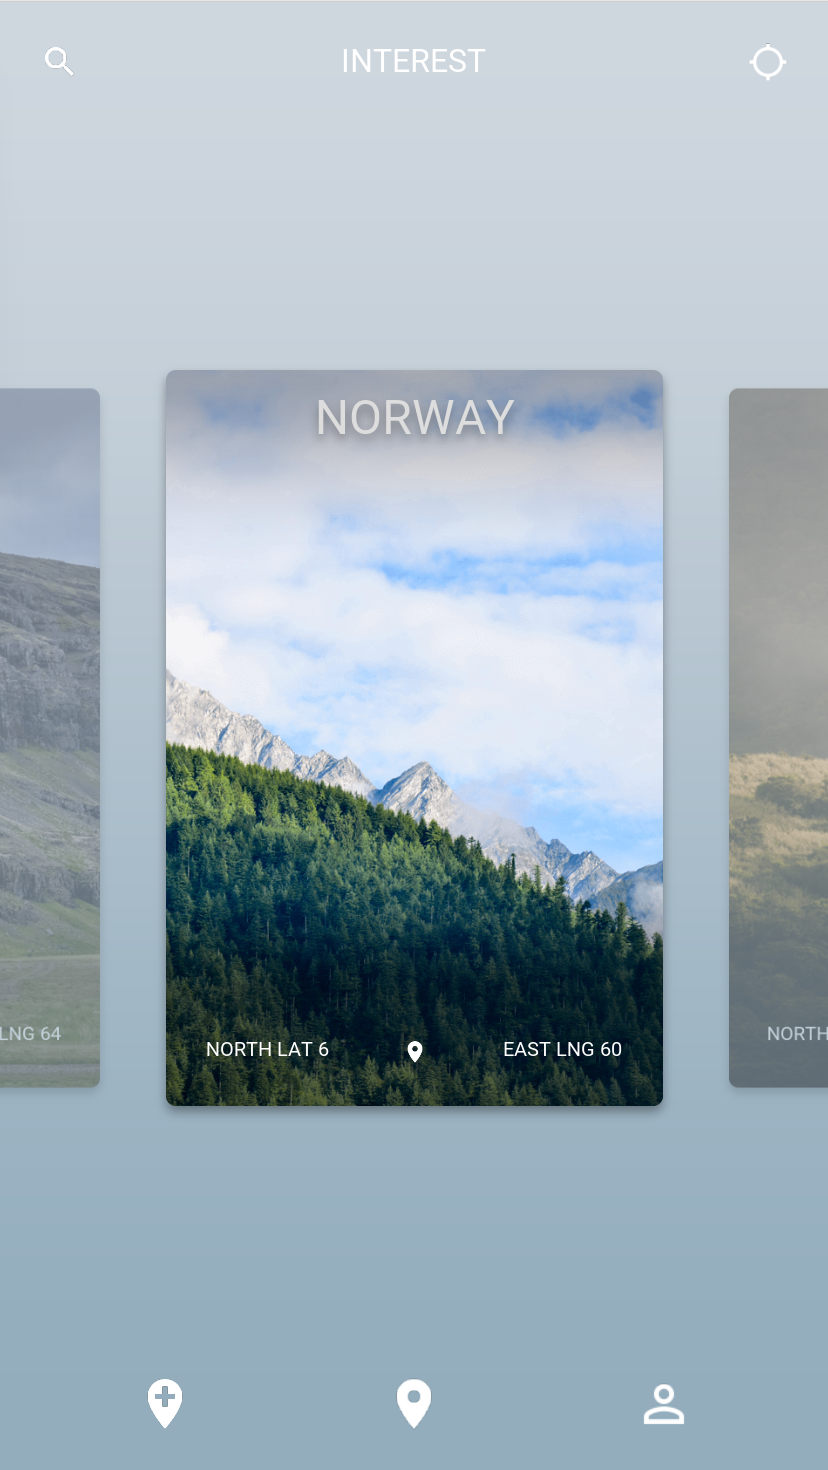 INTEREST
NORWAY
NORTH LAT 6
EAST LNG 60
LNG 64
NORTH